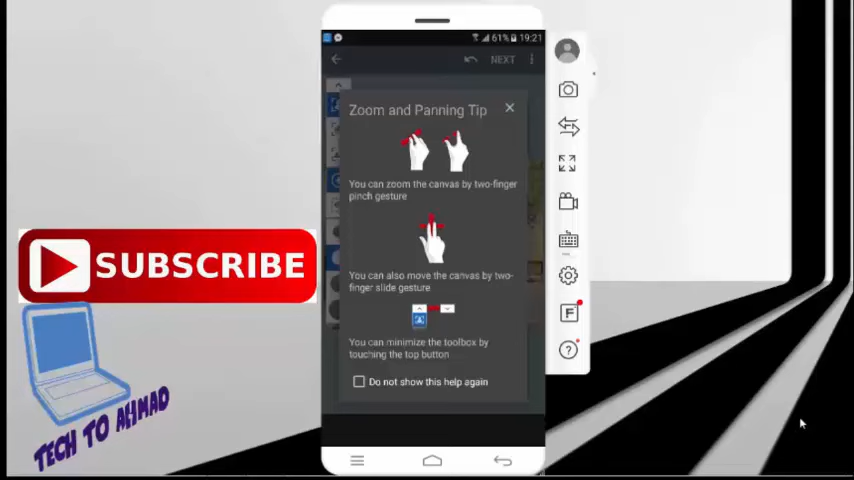 61% 19:21
NEXT
Zoom and Panning Tip
You can zoom the canvas by two-finger
pinch gesture
You can also move the canvas by two-
finger slide gesture
You can minimize the toolbox by
touching the top button
Do not show this help again
SUBSCRIBE
TECH TO AHMAD
F
?